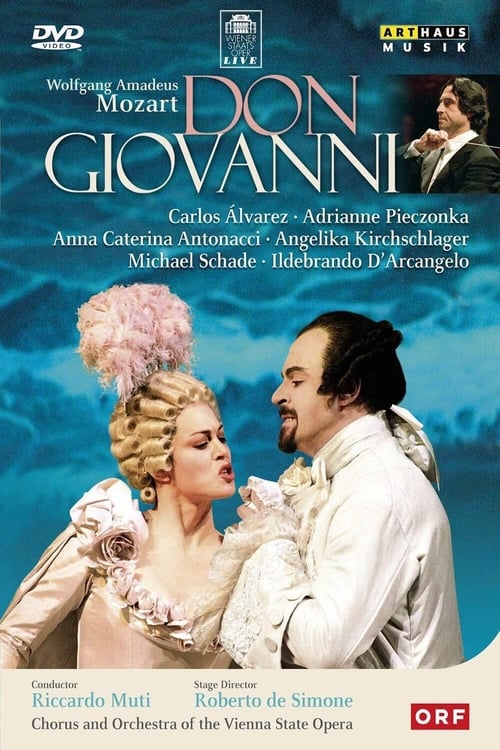 DVD
VIDEO
WIENER
STAATS
OPER
LIVE
ARTHAUS
MUSIK
Wolfgang Amadeus
Mozart
DON
GIOVANNI
Carlos Álvarez · Adrianne Pieczonka
Anna Caterina Antonacci · Angelika Kirchschlager
Michael Schade · Ildebrando D'Arcangelo
Conductor
Riccardo Muti
Stage Director
Roberto de Simone
Chorus and Orchestra of the Vienna State Opera
ORF